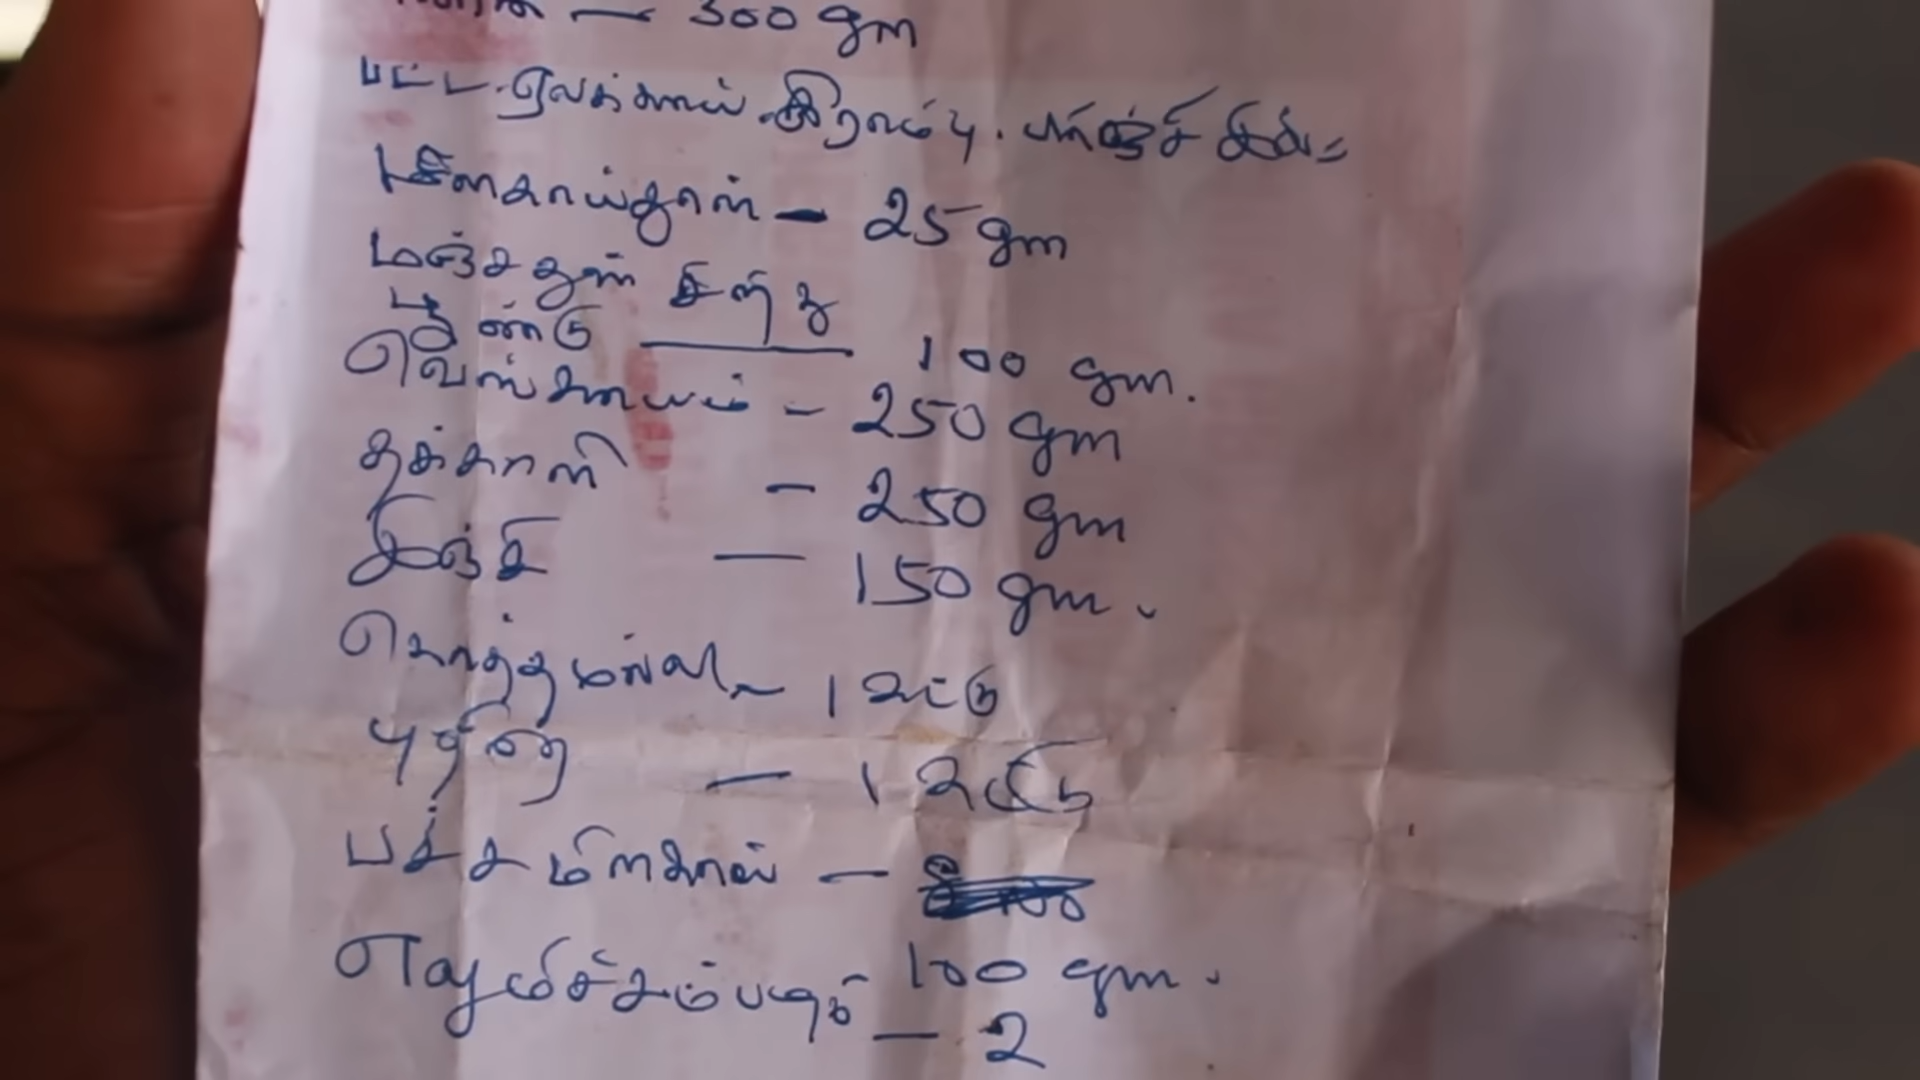 — 300 gm
பட்ட. ஏலக்காய். கிராம்பு. பிரிஞ்சி இலை
மிளகாய்தூள் — 25 gm
மஞ்சதூள் சிறிது
பூண்டு — 100 gm.
வெங்காயம் - 250 gm
தக்காளி - 250 gm
இஞ்சி — 150 gm.
கொத்தமல்லி - 1 கட்டு
புதினா — 1 கட்டு
பச்சமிளகாய் —
100 gm.
எலுமிச்சம்பழம் — 2